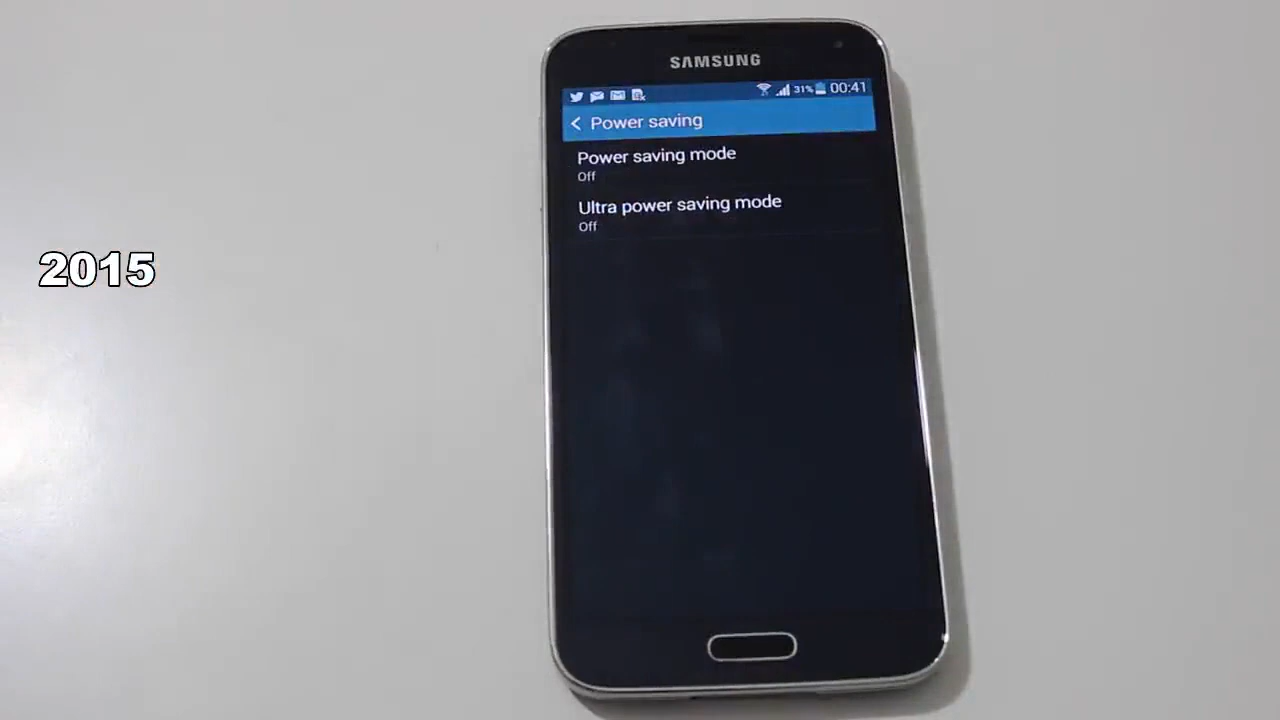 SAMSUNG
31% 00:41
Power saving
Power saving mode
Off
Ultra power saving mode
Off
2015